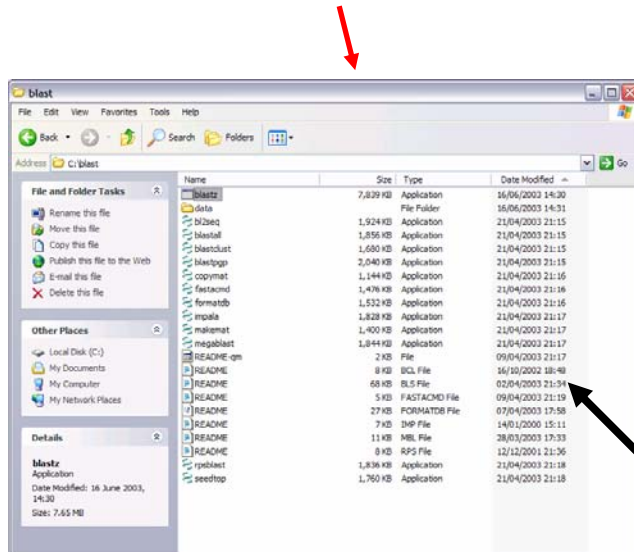 blast
File Edit View Favorites Tools Help
Back Search Folders
Address C:\blast Go
File and Folder Tasks
Rename this file
Move this file
Copy this file
Publish this file to the Web
E-mail this file
Delete this file
Other Places
Local Disk (C:)
My Documents
My Computer
My Network Places
Details
blastz
Application
Date Modified: 16 June 2003, 14:30
Size: 7.65 MB
Name Size Type Date Modified
blastz 7,839 KB Application 16/06/2003 14:30
data File Folder 16/06/2003 14:31
bl2seq 1,924 KB Application 21/04/2003 21:15
blastall 1,856 KB Application 21/04/2003 21:15
blastclust 1,680 KB Application 21/04/2003 21:15
blastpgp 2,040 KB Application 21/04/2003 21:15
copymat 1,144 KB Application 21/04/2003 21:16
fastacmd 1,476 KB Application 21/04/2003 21:16
formatdb 1,532 KB Application 21/04/2003 21:16
impala 1,828 KB Application 21/04/2003 21:17
makemat 1,400 KB Application 21/04/2003 21:17
megablast 1,844 KB Application 21/04/2003 21:17
README-qm 2 KB File 09/04/2003 21:17
README 8 KB BCL File 16/10/2002 18:48
README 68 KB BLS File 02/04/2003 21:34
README 5 KB FASTACMD File 09/04/2003 21:19
README 27 KB FORMATDB File 07/04/2003 17:58
README 7 KB IMP File 14/01/2000 15:11
README 11 KB MBL File 28/03/2003 17:33
README 8 KB RPS File 12/12/2001 21:36
rpsblast 1,836 KB Application 21/04/2003 21:18
seedtop 1,760 KB Application 21/04/2003 21:18